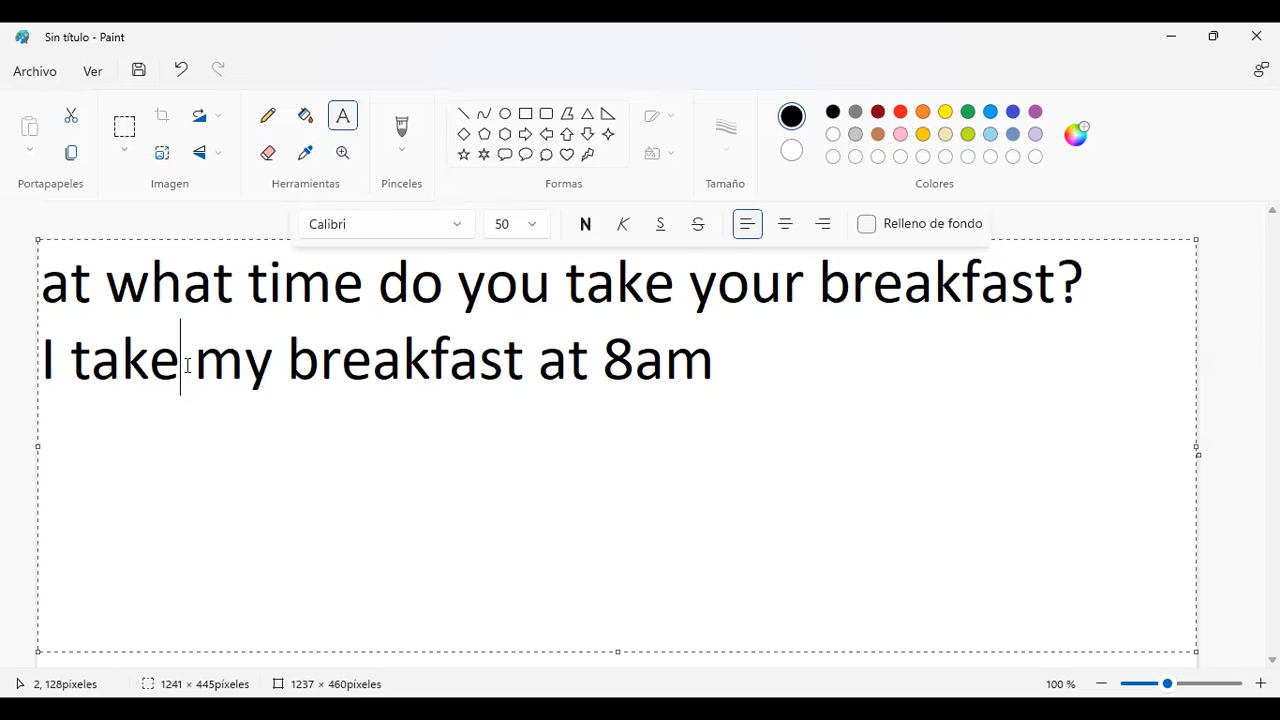 Sin título - Paint
Archivo Ver
Portapapeles Imagen Herramientas Pinceles Formas Tamaño Colores
Calibri 50 N K S S Relleno de fondo
at what time do you take your breakfast?
I take my breakfast at 8am
2, 128píxeles 1241 × 445píxeles 1237 × 460píxeles 100 %